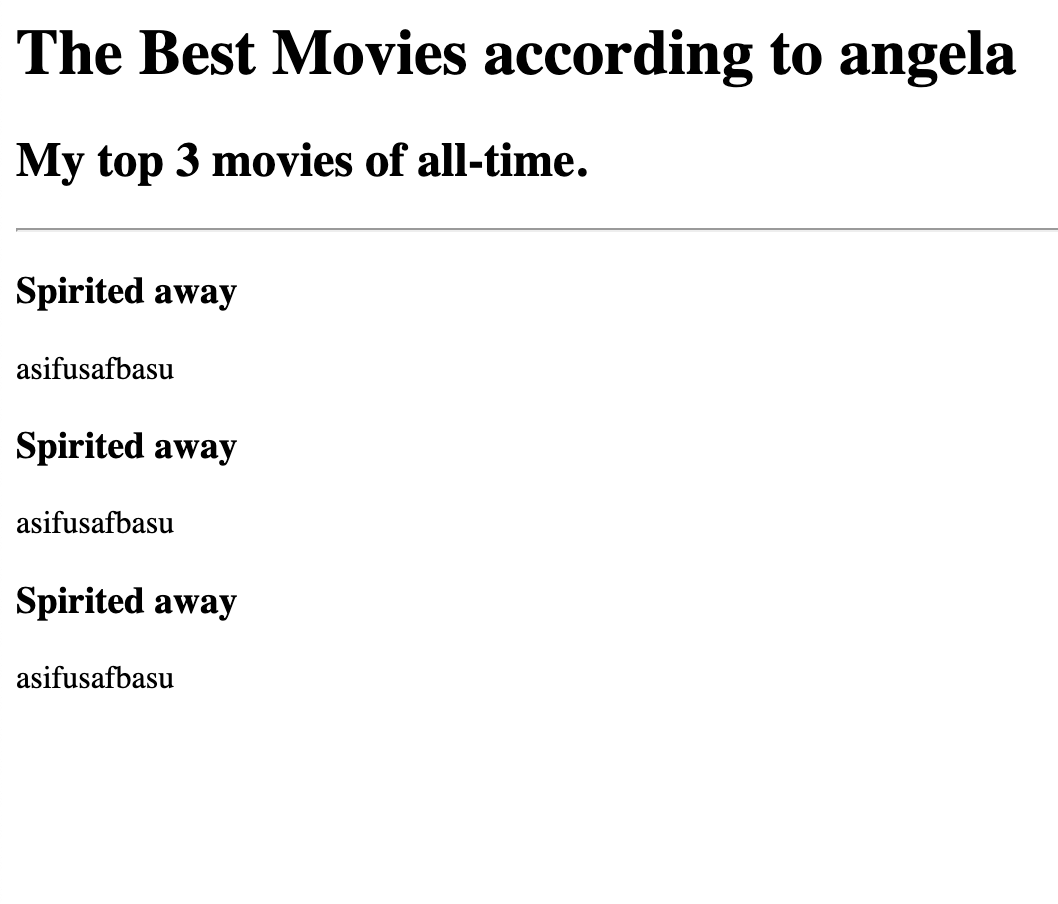 The Best Movies according to angela
My top 3 movies of all-time.
Spirited away
asifusafbasu
Spirited away
asifusafbasu
Spirited away
asifusafbasu